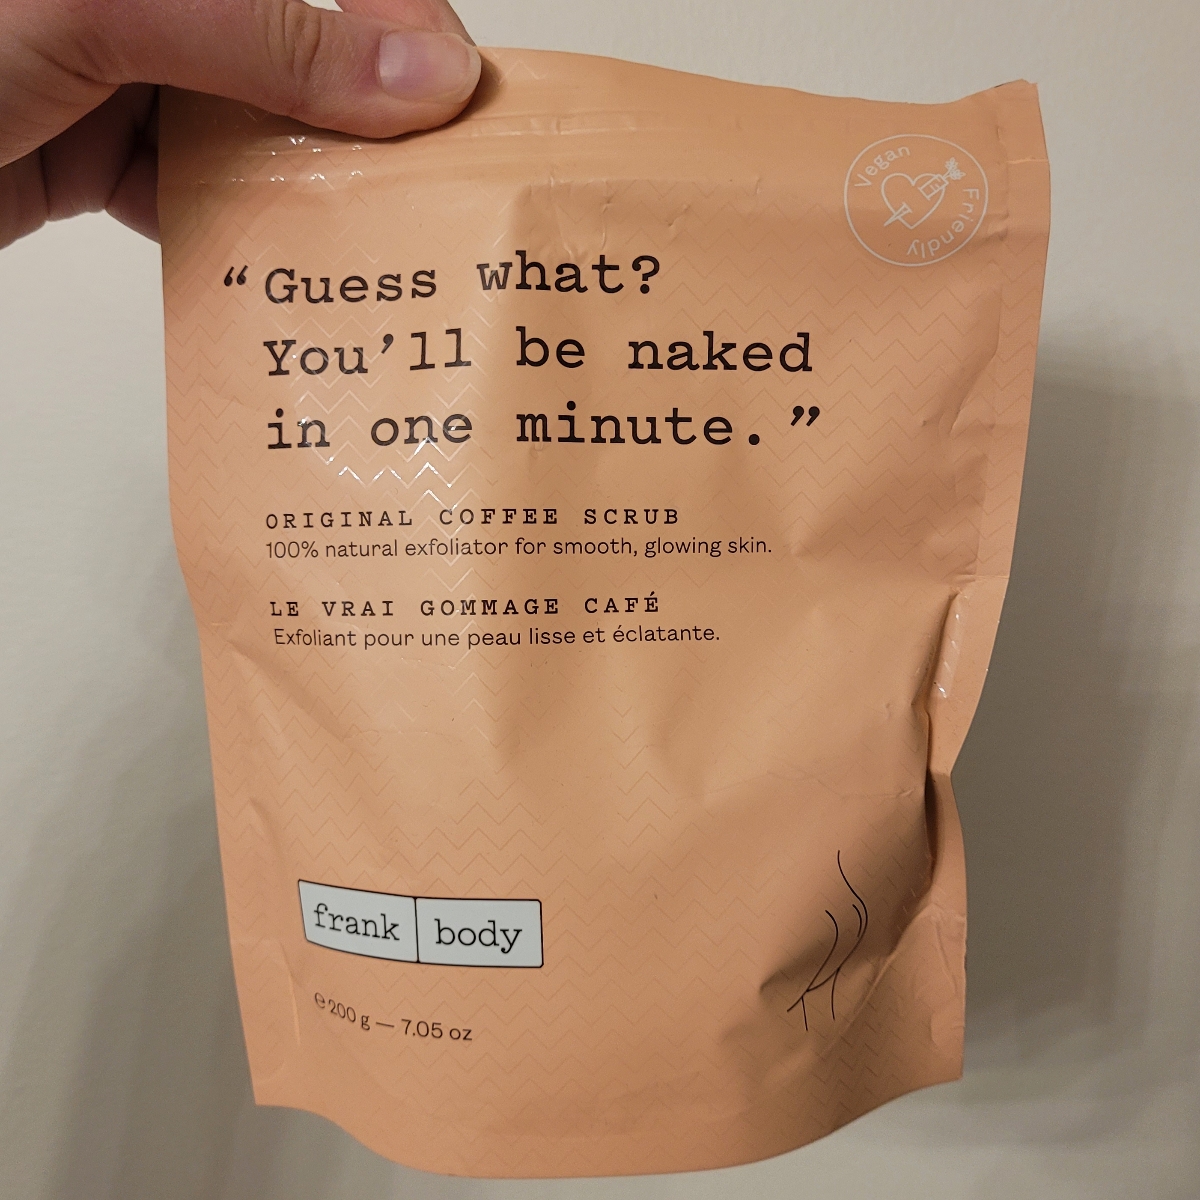 Vegan
Friendly
“Guess what?
You’ll be naked
in one minute.”
ORIGINAL COFFEE SCRUB
100% natural exfoliator for smooth, glowing skin.
LE VRAI GOMMAGE CAFÉ
Exfoliant pour une peau lisse et éclatante.
frank body
℮ 200 g — 7.05 oz